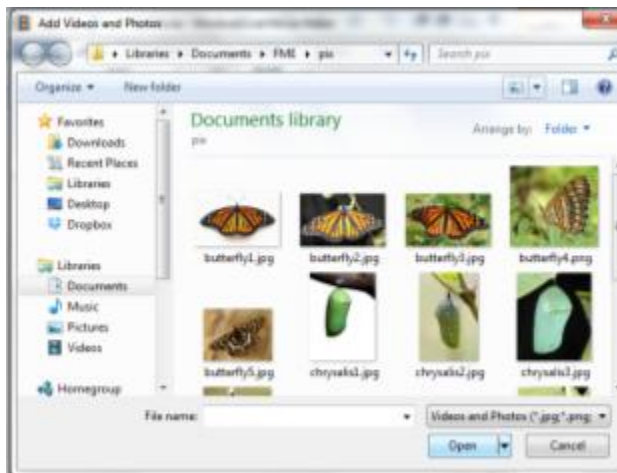 Add Videos and Photos
Libraries Documents FME pix Search pix
Organize New folder
Favorites
Downloads
Recent Places
Libraries
Desktop
Dropbox
Libraries
Documents
Music
Pictures
Videos
Homegroup
Documents library
pix
Arrange by: Folder
butterfly1.jpg butterfly2.jpg butterfly3.jpg butterfly4.png
butterfly5.jpg chrysalis1.jpg chrysalis2.jpg chrysalis3.jpg
File name: Videos and Photos (*.jpg;*.png;
Open Cancel